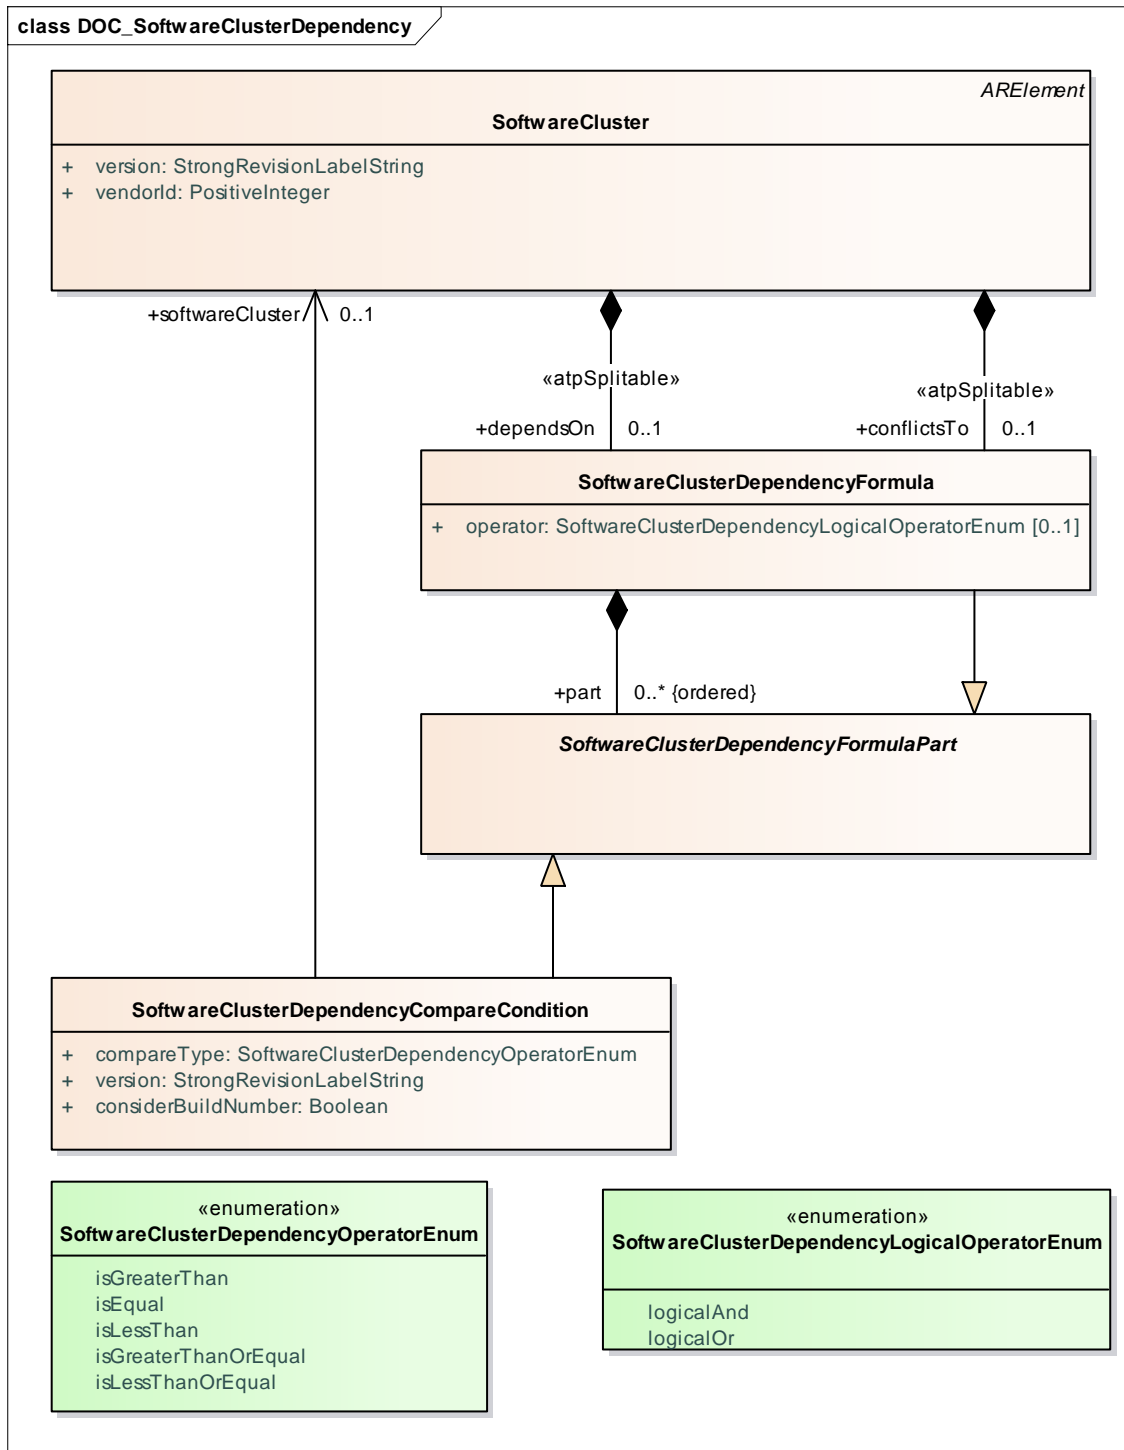 class DOC_SoftwareClusterDependency
ARElement
SoftwareCluster
+ version: StrongRevisionLabelString
+ vendorId: PositiveInteger
+softwareCluster 0..1
«atpSplitable»
«atpSplitable»
+dependsOn 0..1
+conflictsTo 0..1
SoftwareClusterDependencyFormula
+ operator: SoftwareClusterDependencyLogicalOperatorEnum [0..1]
+part 0..* {ordered}
SoftwareClusterDependencyFormulaPart
SoftwareClusterDependencyCompareCondition
+ compareType: SoftwareClusterDependencyOperatorEnum
+ version: StrongRevisionLabelString
+ considerBuildNumber: Boolean
«enumeration»
SoftwareClusterDependencyOperatorEnum
isGreaterThan
isEqual
isLessThan
isGreaterThanOrEqual
isLessThanOrEqual
«enumeration»
SoftwareClusterDependencyLogicalOperatorEnum
logicalAnd
logicalOr